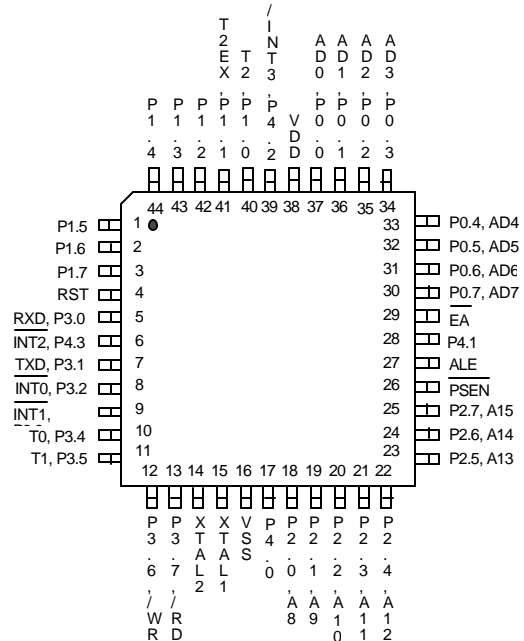 T2EX,P1.1
T2,P1.0
/INT3,P4.2
AD0,P0.0
AD1,P0.1
AD2,P0.2
AD3,P0.3
P1.4
P1.3
P1.2
VDD
44 43 42 41 40 39 38 37 36 35 34
P1.5 1
P1.6 2
P1.7 3
RST 4
RXD, P3.0 5
INT2, P4.3 6
TXD, P3.1 7
INT0, P3.2 8
INT1, 9
T0, P3.4 10
T1, P3.5 11
33 P0.4, AD4
32 P0.5, AD5
31 P0.6, AD6
30 P0.7, AD7
29 EA
28 P4.1
27 ALE
26 PSEN
25 P2.7, A15
24 P2.6, A14
23 P2.5, A13
12 13 14 15 16 17 18 19 20 21 22
P3.6,/WR
P3.7,/RD
XTAL2
XTAL1
VSS
P4.0
P2.0,A8
P2.1,A9
P2.2,A10
P2.3,A11
P2.4,A12